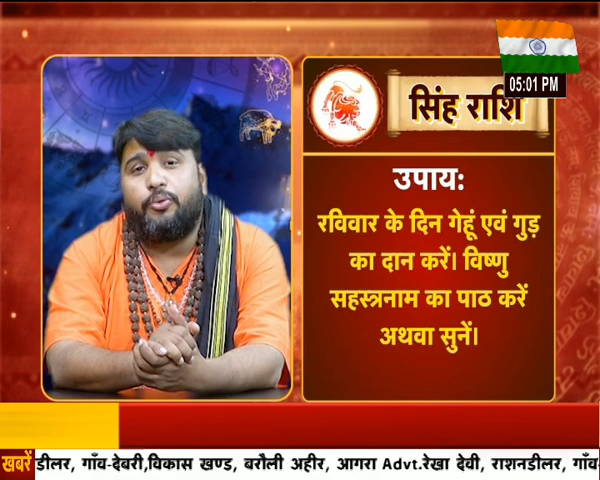 05:01 PM
सिंह राशि
उपाय:
रविवार के दिन गेहूं एवं गुड़
का दान करें। विष्णु
सहस्त्रनाम का पाठ करें
अथवा सुनें।
खबरें डीलर, गाँव-देबरी,विकास खण्ड, बरौली अहीर, आगरा Advt.रेखा देवी, राशनडीलर, गाँव-